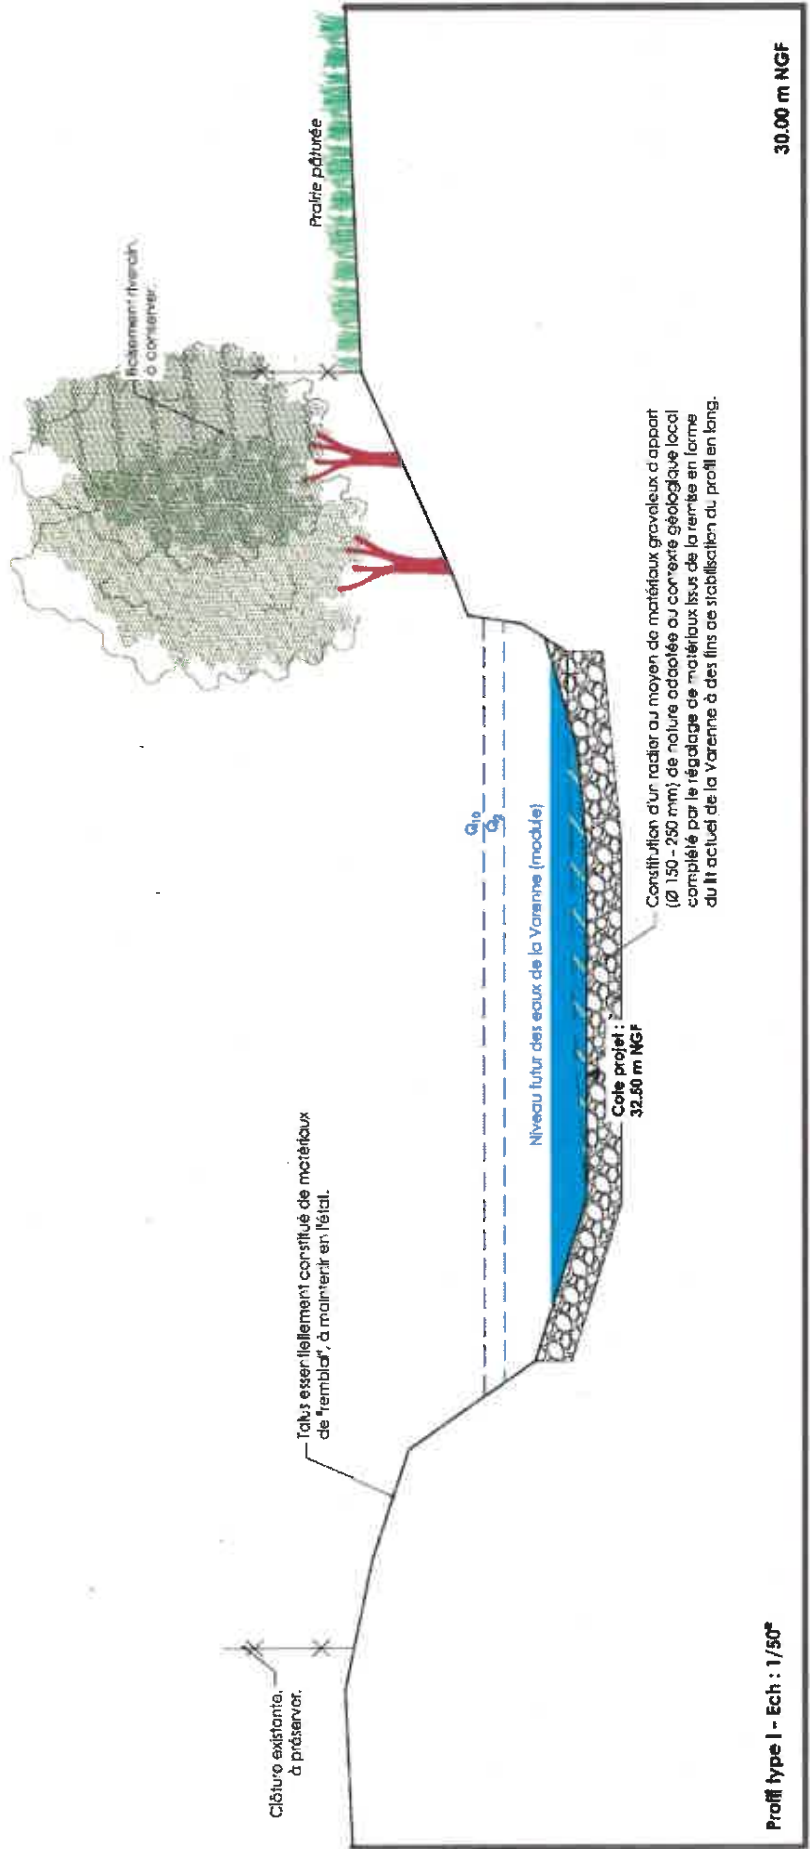 Clôture existante,
à préserver.
Talus essentiellement constitué de matériaux
de "remblai", à maintenir en l'état.
Boisement riverain,
à conserver.
Prairie pâturée
Q10
Q2
Niveau futur des eaux de la Varenne (module)
Cote projet :
32.50 m NGF
Constitution d'un radier au moyen de matériaux graveleux d'apport
(Ø 150 - 250 mm) de nature adaptée au contexte géologique local
complété par le régalage de matériaux issus de la remise en forme
du lit actuel de la Varenne à des fins de stabilisation du profil en long.
Profil type I - Ech : 1/50e
30.00 m NGF